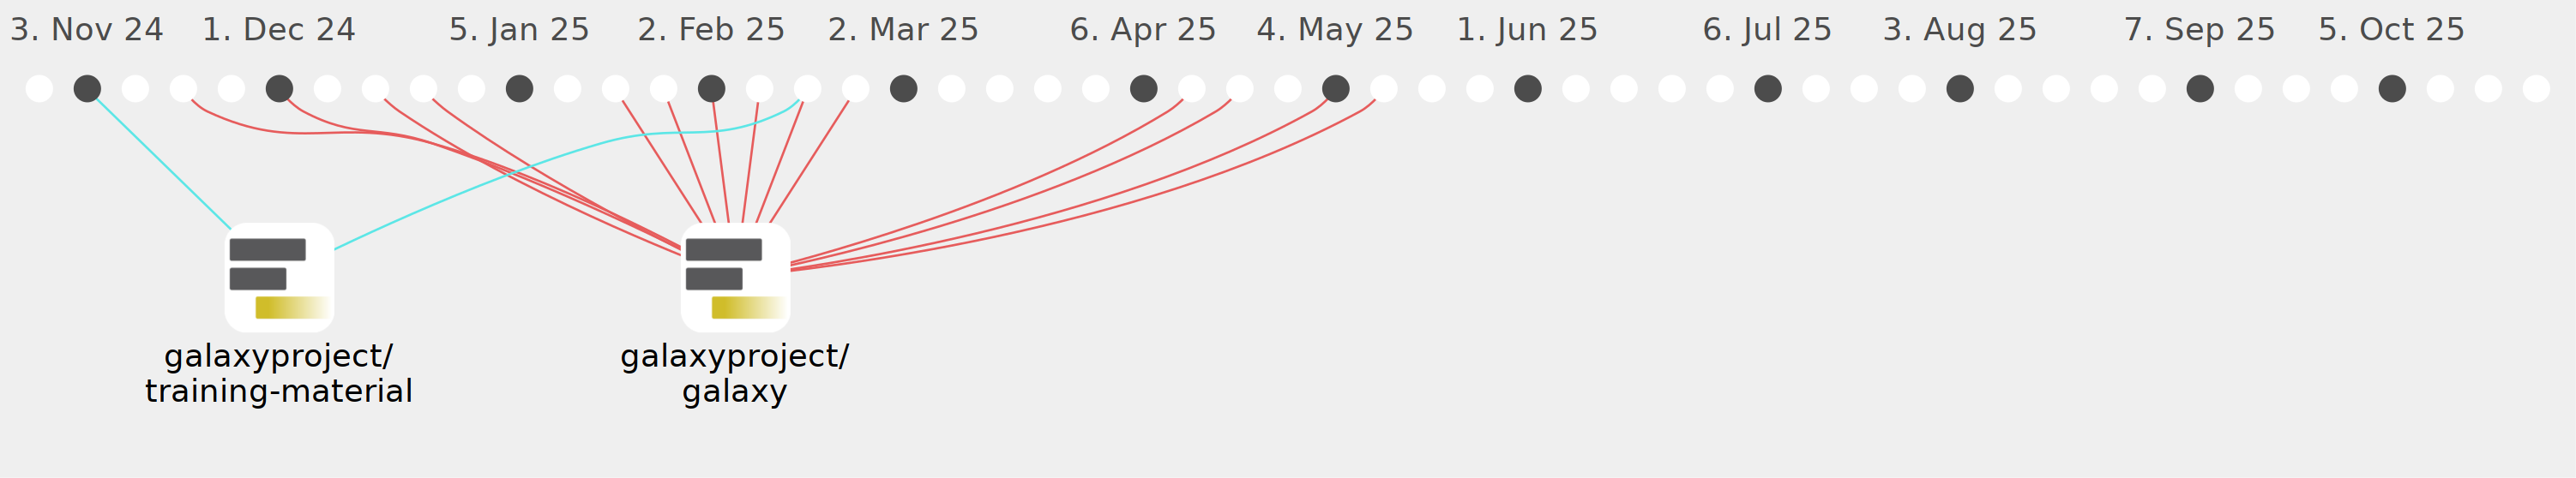 3. Nov 24 1. Dec 24 5. Jan 25 2. Feb 25 2. Mar 25 6. Apr 25 4. May 25 1. Jun 25 6. Jul 25 3. Aug 25 7. Sep 25 5. Oct 25
galaxyproject/
training-material
galaxyproject/
galaxy